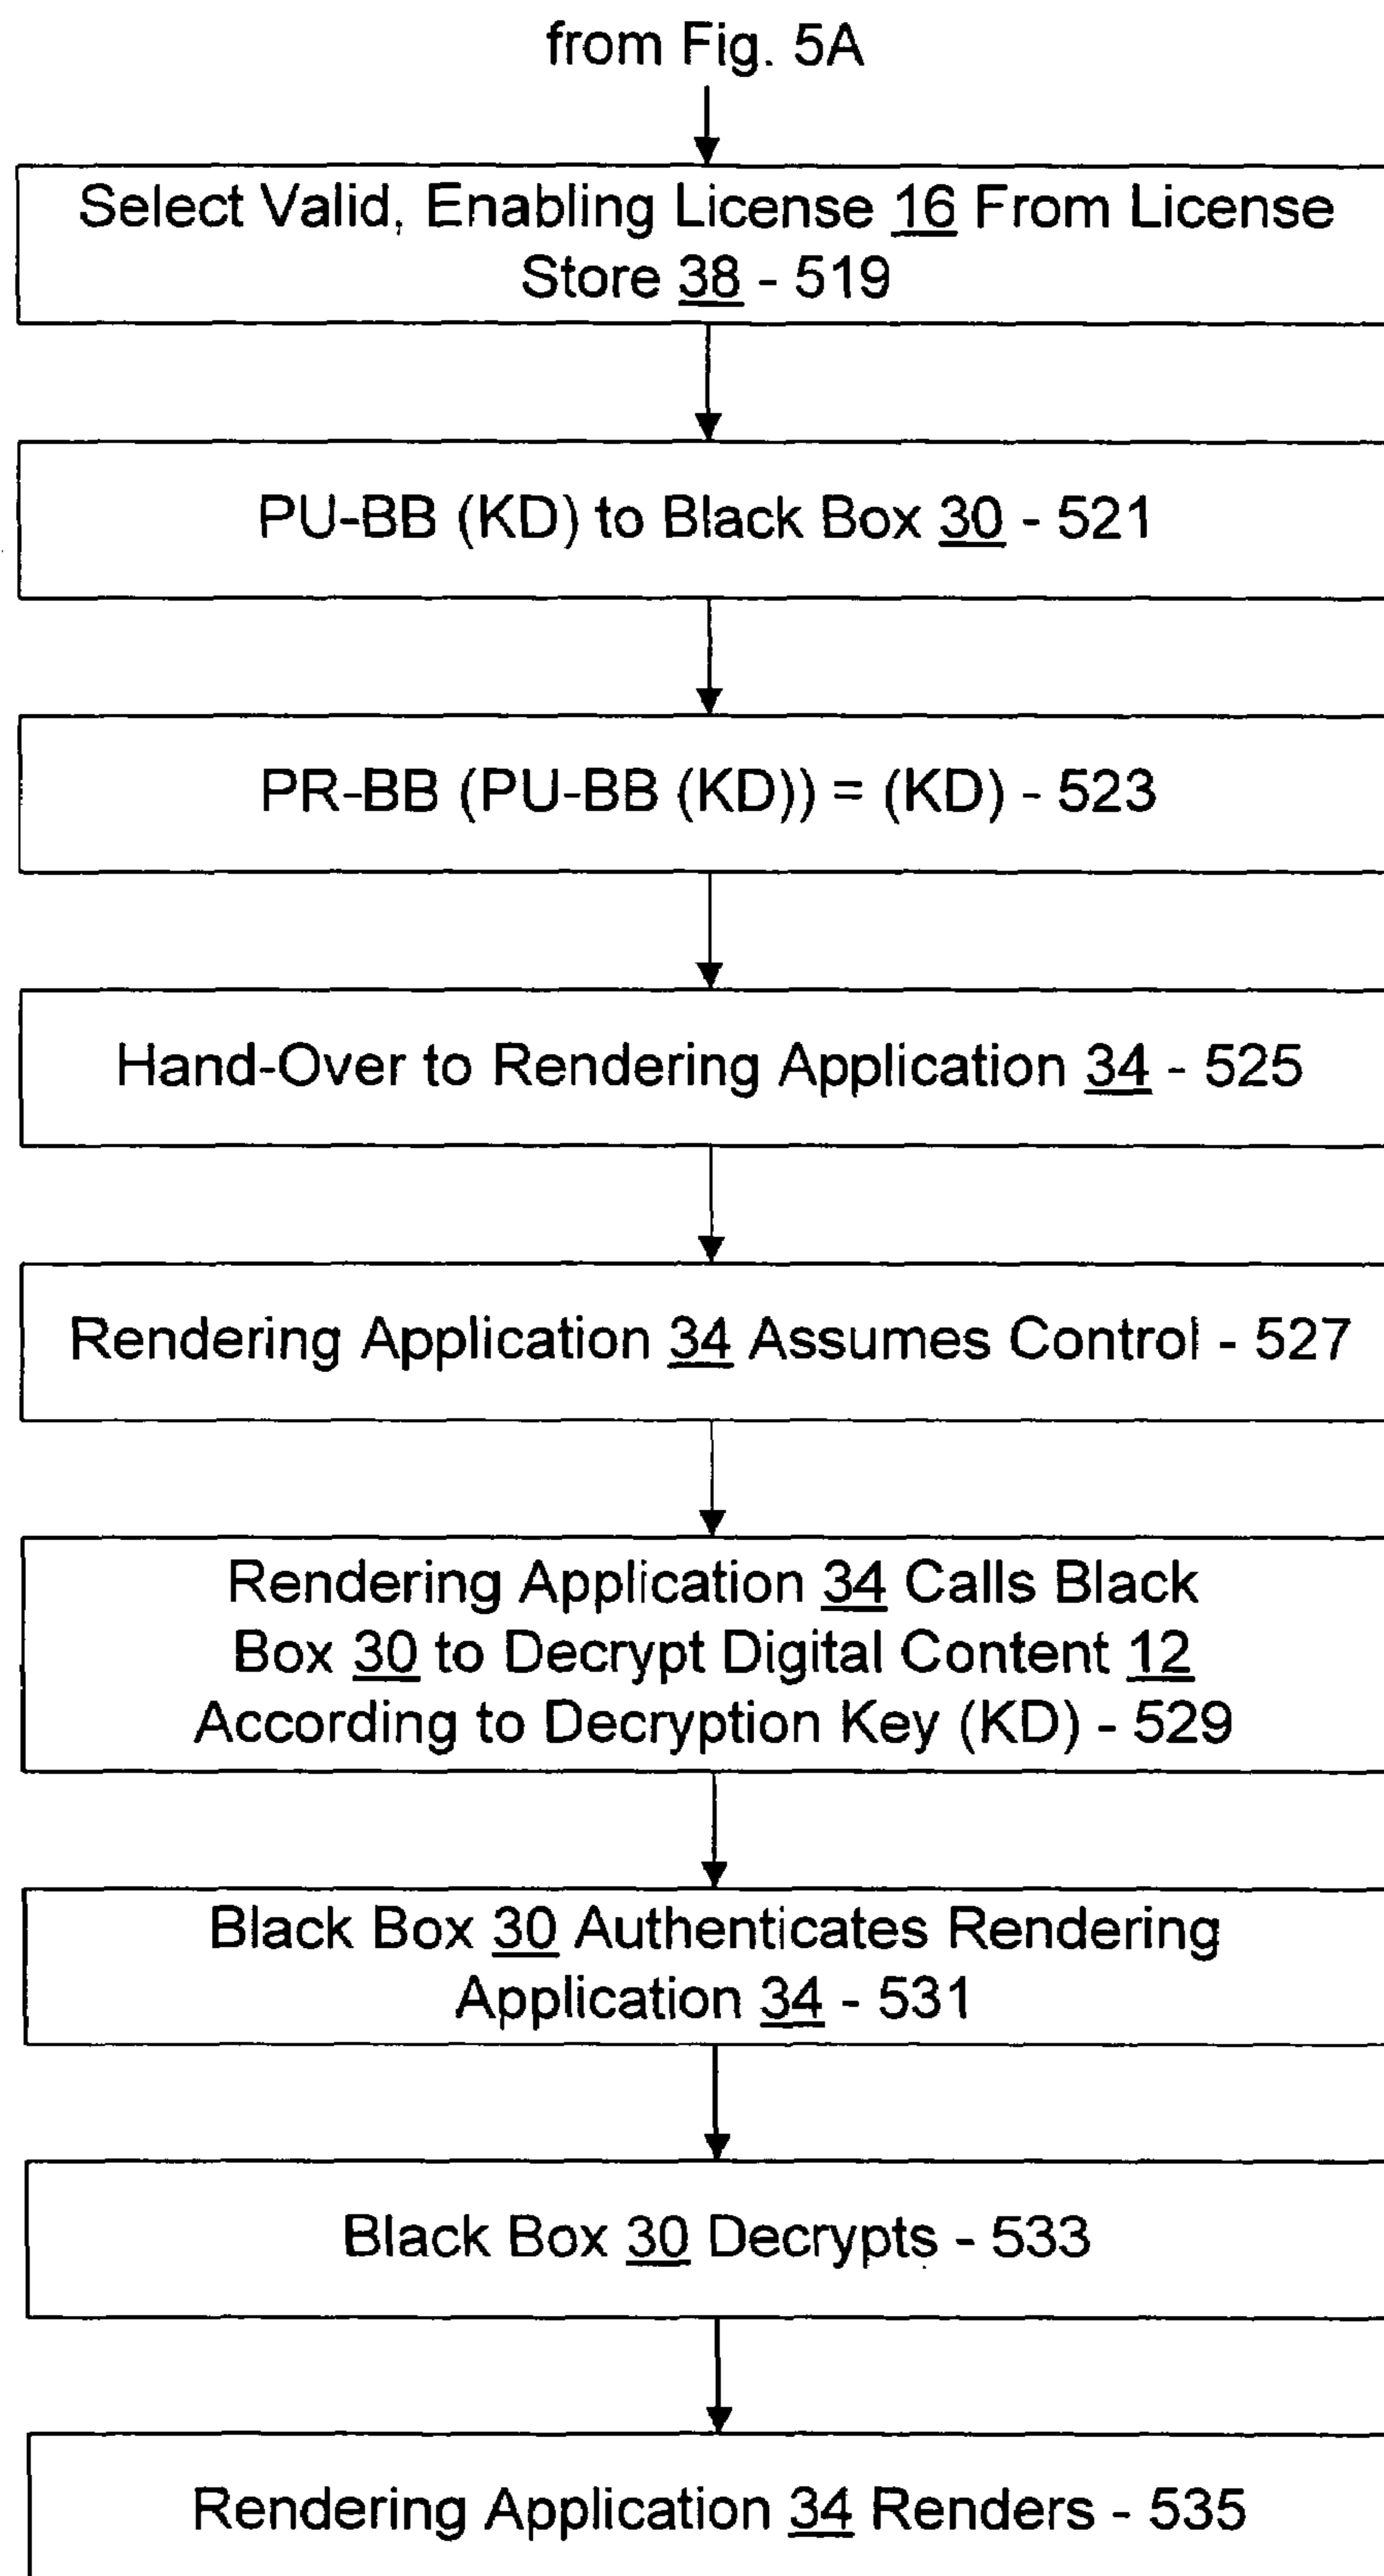 from Fig. 5A
Select Valid, Enabling License 16 From License
Store 38 - 519
PU-BB (KD) to Black Box 30 - 521
PR-BB (PU-BB (KD)) = (KD) - 523
Hand-Over to Rendering Application 34 - 525
Rendering Application 34 Assumes Control - 527
Rendering Application 34 Calls Black
Box 30 to Decrypt Digital Content 12
According to Decryption Key (KD) - 529
Black Box 30 Authenticates Rendering
Application 34 - 531
Black Box 30 Decrypts - 533
Rendering Application 34 Renders - 535